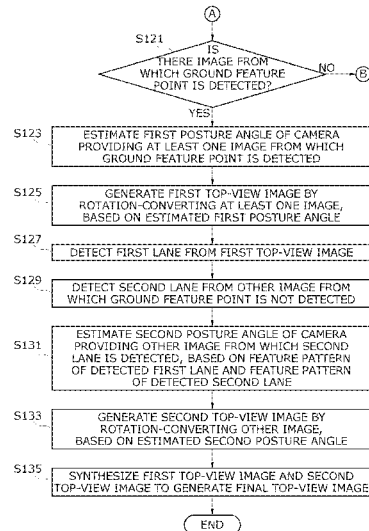 A
S121
IS
THERE IMAGE FROM
WHICH GROUND FEATURE
POINT IS DETECTED?
NO
B
YES
S123
ESTIMATE FIRST POSTURE ANGLE OF CAMERA
PROVIDING AT LEAST ONE IMAGE FROM WHICH
GROUND FEATURE POINT IS DETECTED
S125
GENERATE FIRST TOP-VIEW IMAGE BY
ROTATION-CONVERTING AT LEAST ONE IMAGE,
BASED ON ESTIMATED FIRST POSTURE ANGLE
S127
DETECT FIRST LANE FROM FIRST TOP-VIEW IMAGE
S129
DETECT SECOND LANE FROM OTHER IMAGE FROM
WHICH GROUND FEATURE POINT IS NOT DETECTED
S131
ESTIMATE SECOND POSTURE ANGLE OF CAMERA
PROVIDING OTHER IMAGE FROM WHICH SECOND
LANE IS DETECTED, BASED ON FEATURE PATTERN
OF DETECTED FIRST LANE AND FEATURE PATTERN
OF DETECTED SECOND LANE
S133
GENERATE SECOND TOP-VIEW IMAGE BY
ROTATION-CONVERTING OTHER IMAGE,
BASED ON ESTIMATED SECOND POSTURE ANGLE
S135
SYNTHESIZE FIRST TOP-VIEW IMAGE AND SECOND
TOP-VIEW IMAGE TO GENERATE FINAL TOP-VIEW IMAGE
END